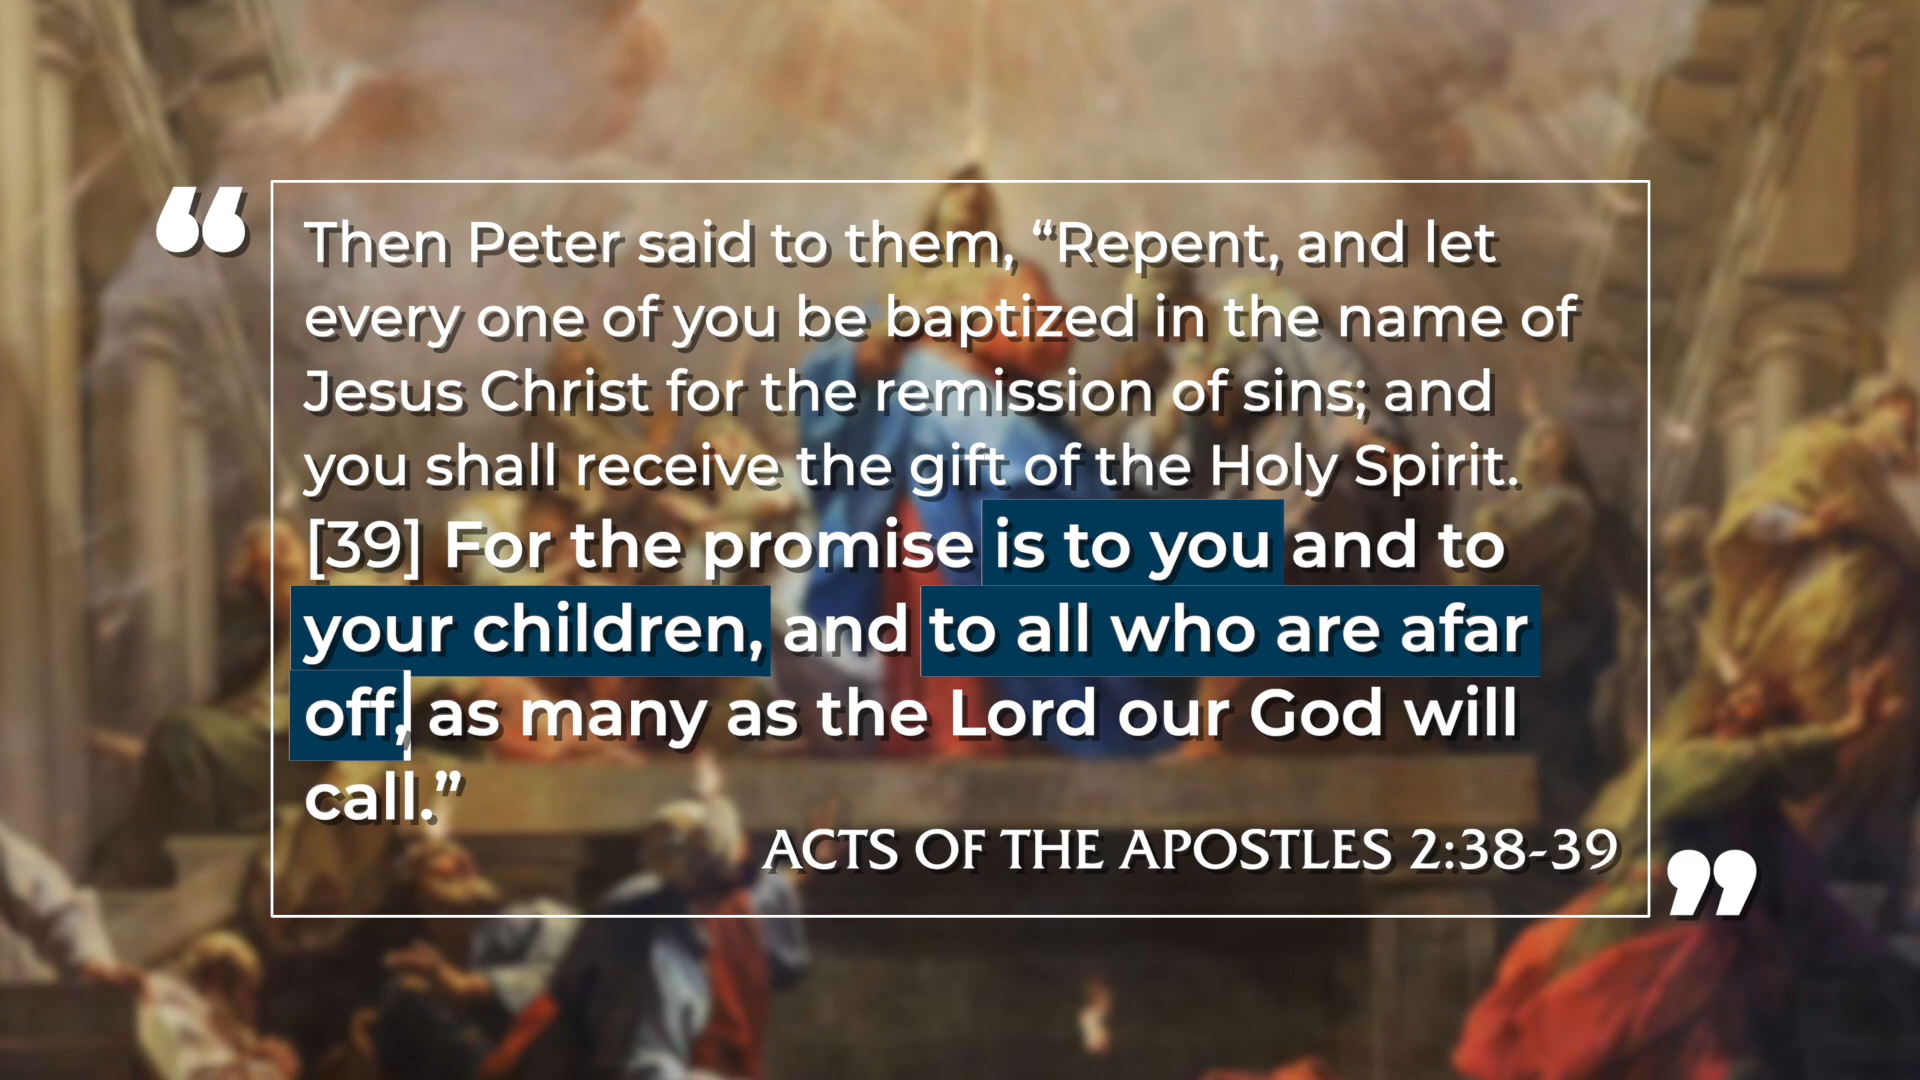 “
Then Peter said to them, “Repent, and let
every one of you be baptized in the name of
Jesus Christ for the remission of sins; and
you shall receive the gift of the Holy Spirit.
[39] For the promise is to you and to
your children, and to all who are afar
off, as many as the Lord our God will
call.”
ACTS OF THE APOSTLES 2:38-39
”